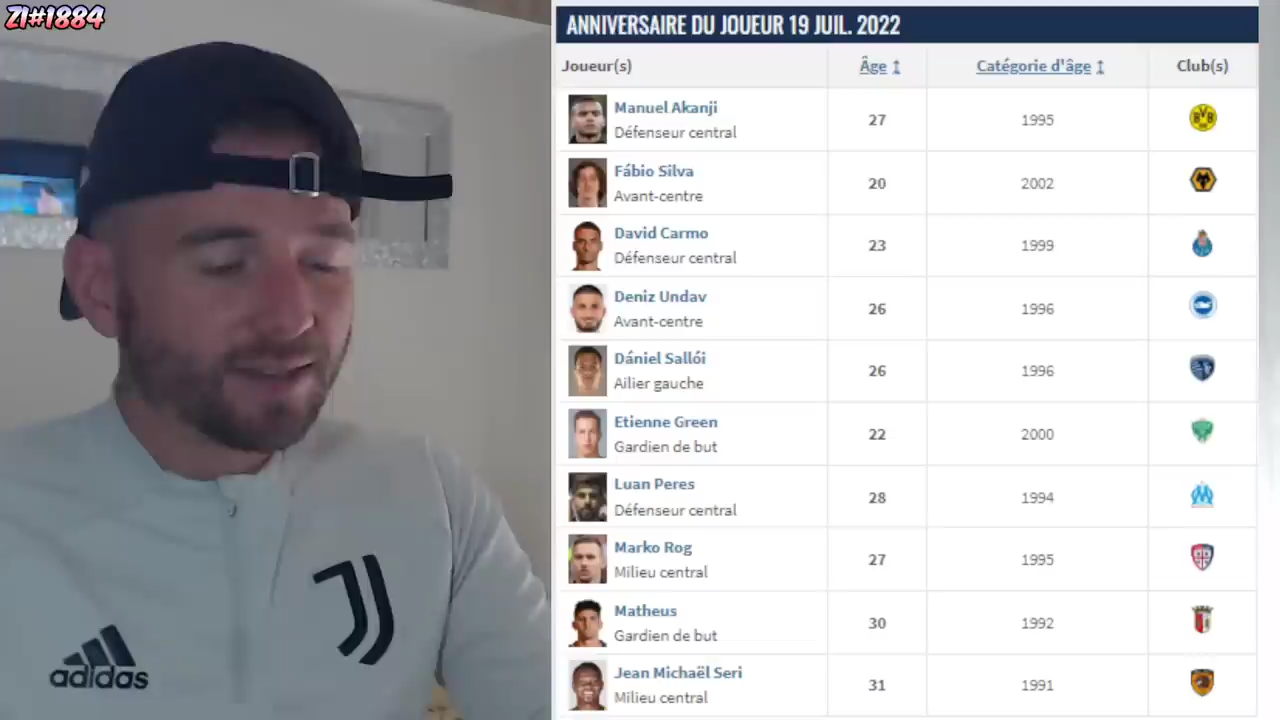 Z1#1884
ANNIVERSAIRE DU JOUEUR 19 JUIL. 2022
Joueur(s) Âge ↕ Catégorie d'âge ↕ Club(s)
Manuel Akanji
Défenseur central
27 1995
BVB
Fábio Silva
Avant-centre
20 2002
David Carmo
Défenseur central
23 1999
Deniz Undav
Avant-centre
26 1996
Dániel Sallói
Ailier gauche
26 1996
Etienne Green
Gardien de but
22 2000
Luan Peres
Défenseur central
28 1994
Marko Rog
Milieu central
27 1995
Matheus
Gardien de but
30 1992
Jean Michaël Seri
Milieu central
31 1991
adidas